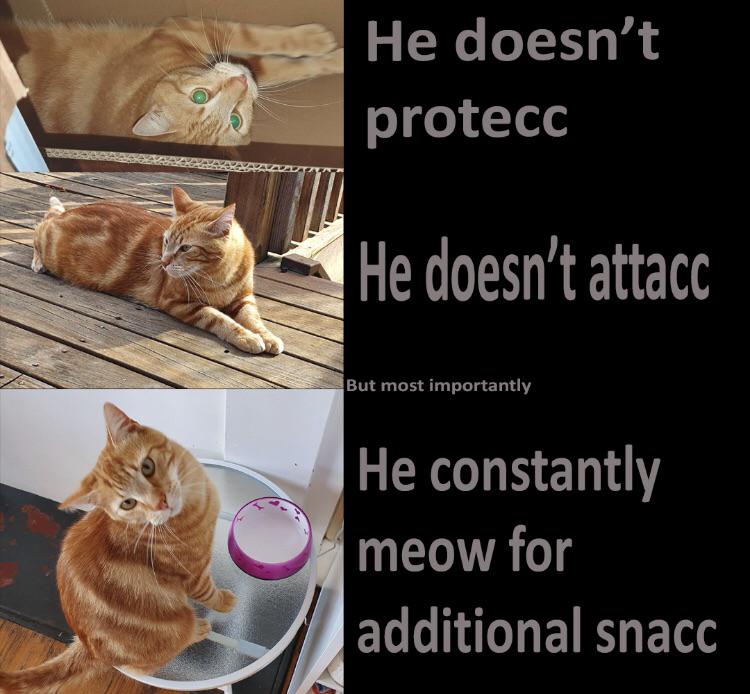 He doesn't
protecc
He doesn't attacc
But most importantly
He constantly
meow for
additional snacc